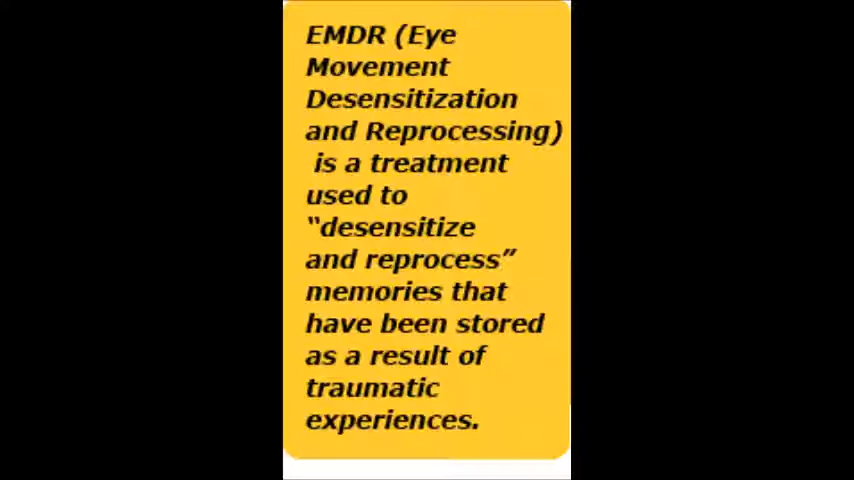 EMDR (Eye
Movement
Desensitization
and Reprocessing)
is a treatment
used to
“desensitize
and reprocess”
memories that
have been stored
as a result of
traumatic
experiences.